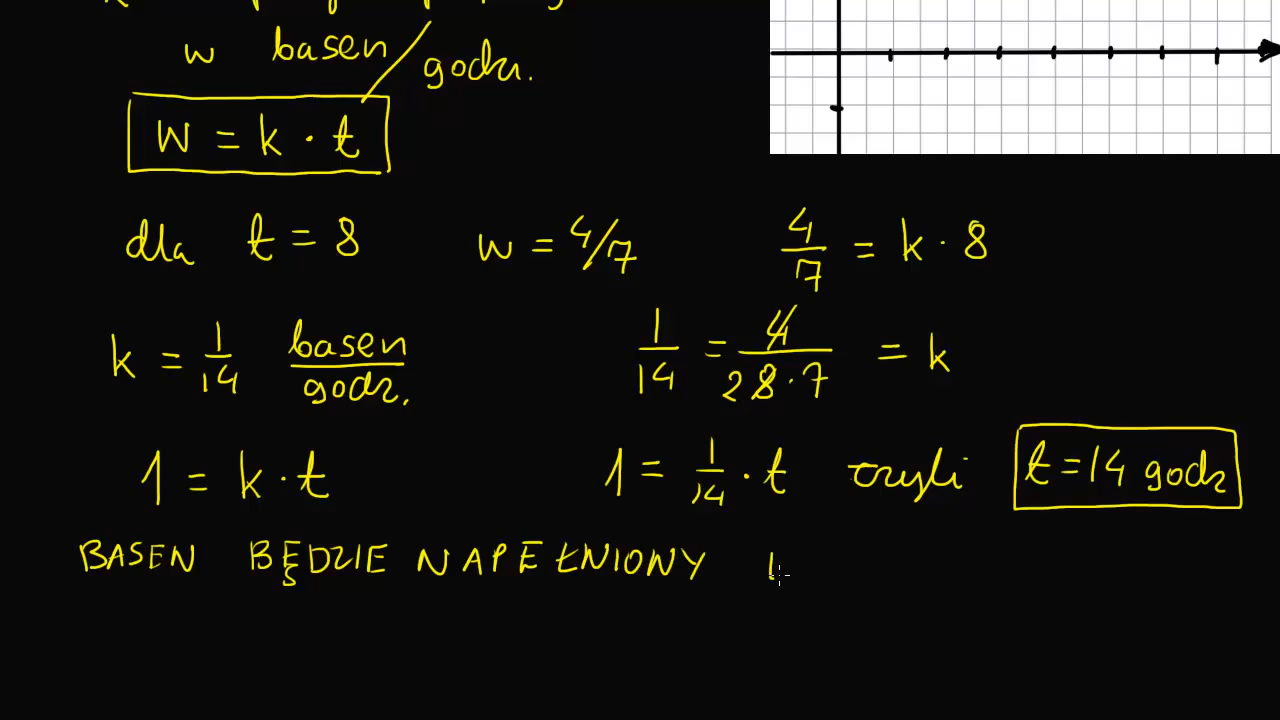 w basen/godz.
W = k · t
dla t = 8 w = 4/7 4/7 = k · 8
k = 1/14 basen/godz. 1/14 = 4/28·7 = k
1 = k · t 1 = 1/14 · t czyli t = 14 godz
BASEN BĘDZIE NAPEŁNIONY